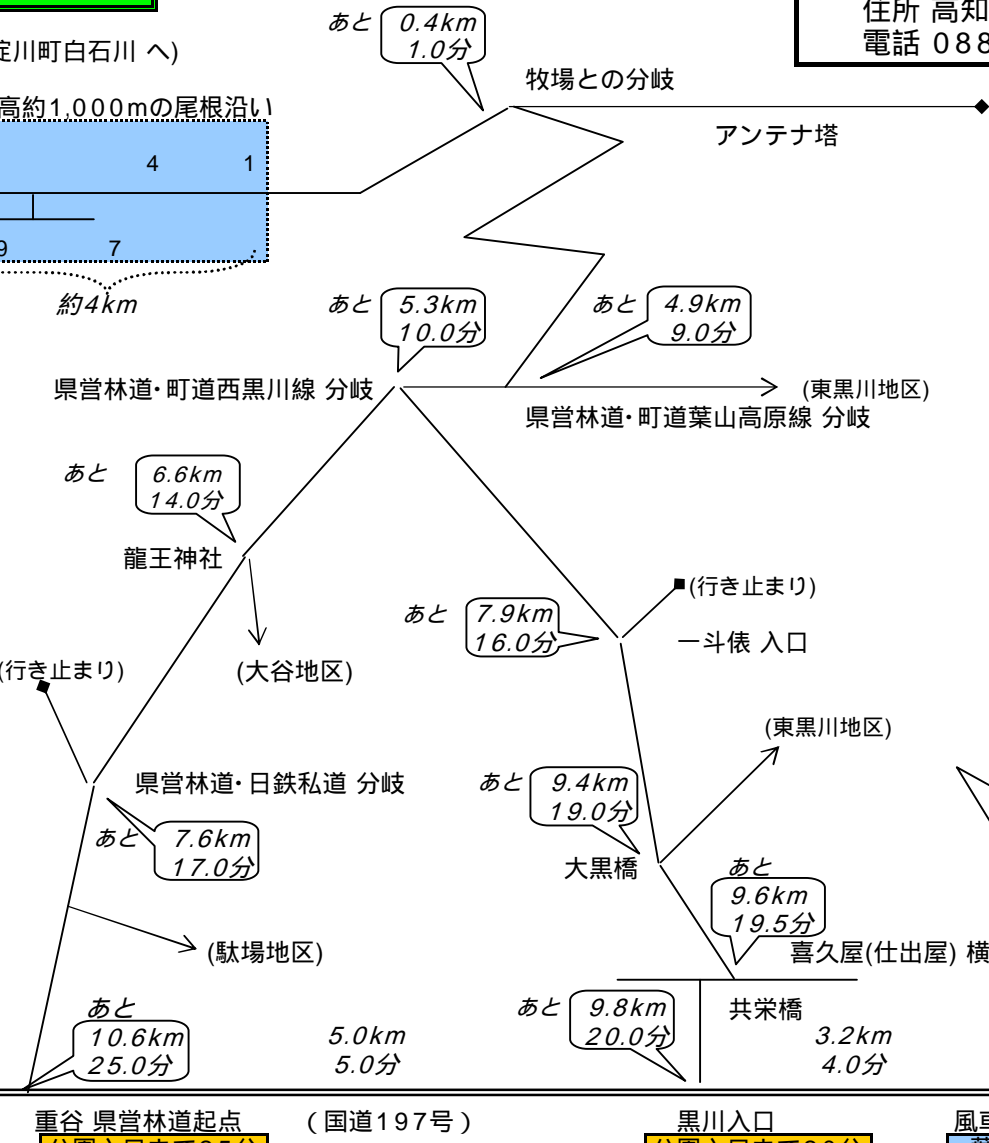 住所 高知
電話 088
淀川町白石川 へ)
あと 0.4km
1.0分
牧場との分岐
高約1,000mの尾根沿い
アンテナ塔
4 1
9 7
約4km
あと 5.3km
10.0分
あと 4.9km
9.0分
県営林道・町道西黒川線 分岐
(東黒川地区)
県営林道・町道葉山高原線 分岐
あと 6.6km
14.0分
龍王神社
(行き止まり)
あと 7.9km
16.0分
一斗俵 入口
(行き止まり)
(大谷地区)
(東黒川地区)
県営林道・日鉄私道 分岐
あと 9.4km
19.0分
あと 7.6km
17.0分
大黒橋
あと
9.6km
19.5分
(駄場地区)
喜久屋(仕出屋) 横
あと
10.6km
25.0分
5.0km
5.0分
あと 9.8km
20.0分
共栄橋
3.2km
4.0分
重谷 県営林道起点
(国道197号)
黒川入口
風車